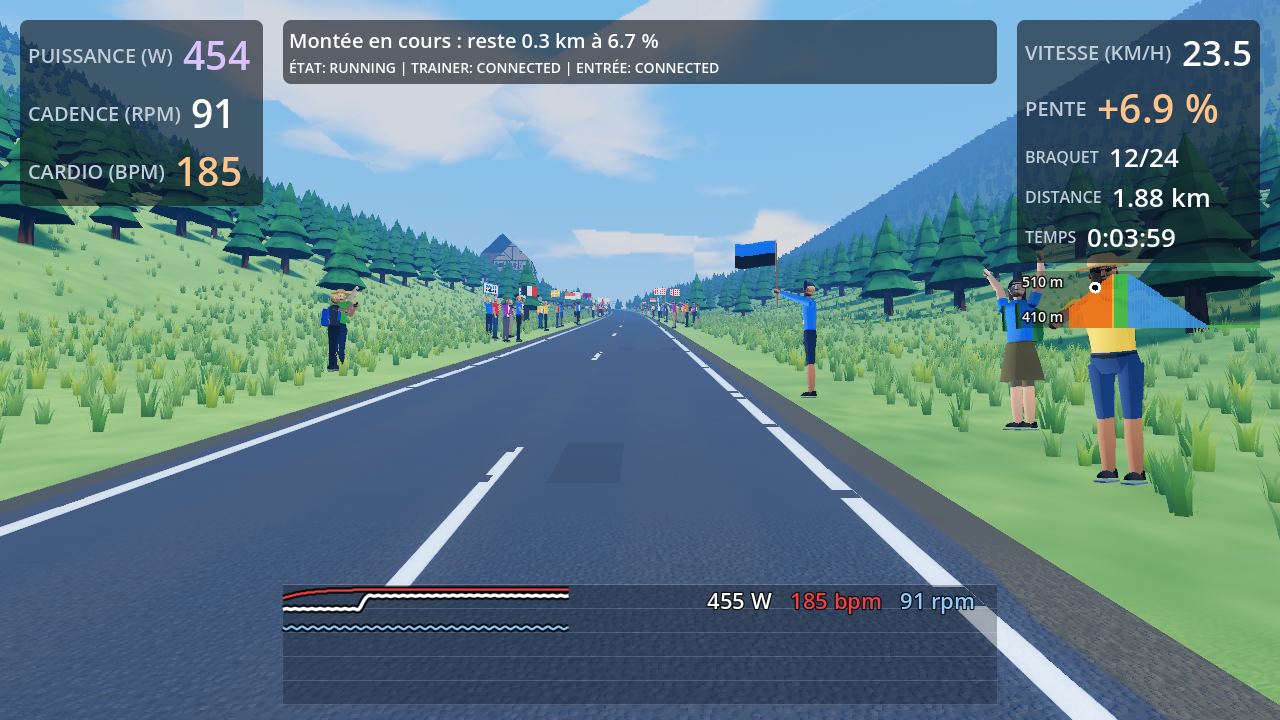 PUISSANCE (W) 454
CADENCE (RPM) 91
CARDIO (BPM) 185
Montée en cours : reste 0.3 km à 6.7 %
ÉTAT: RUNNING | TRAINER: CONNECTED | ENTRÉE: CONNECTED
VITESSE (KM/H) 23.5
PENTE +6.9 %
BRAQUET 12/24
DISTANCE 1.88 km
TEMPS 0:03:59
510 m
410 m
455 W 185 bpm 91 rpm